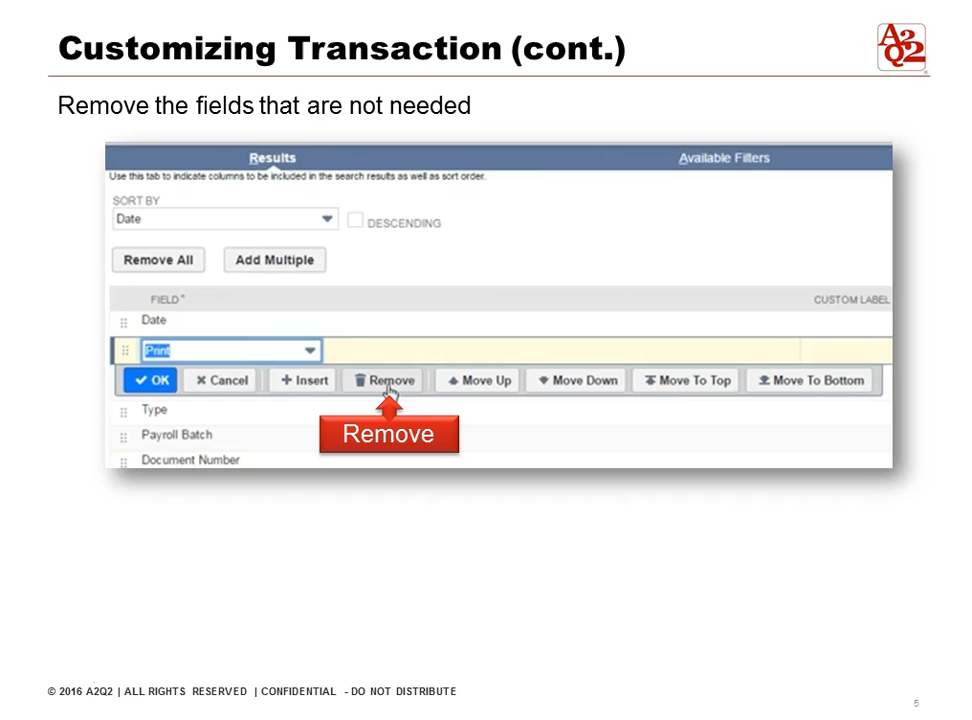 Customizing Transaction (cont.)
A2Q2
Remove the fields that are not needed
Results Available Filters
Use this tab to indicate columns to be included in the search results as well as sort order.
SORT BY
Date DESCENDING
Remove All Add Multiple
FIELD* CUSTOM LABEL
Date
Print
OK Cancel Insert Remove Move Up Move Down Move To Top Move To Bottom
Type
Remove
Payroll Batch
Document Number
© 2016 A2Q2 | ALL RIGHTS RESERVED | CONFIDENTIAL - DO NOT DISTRIBUTE
5